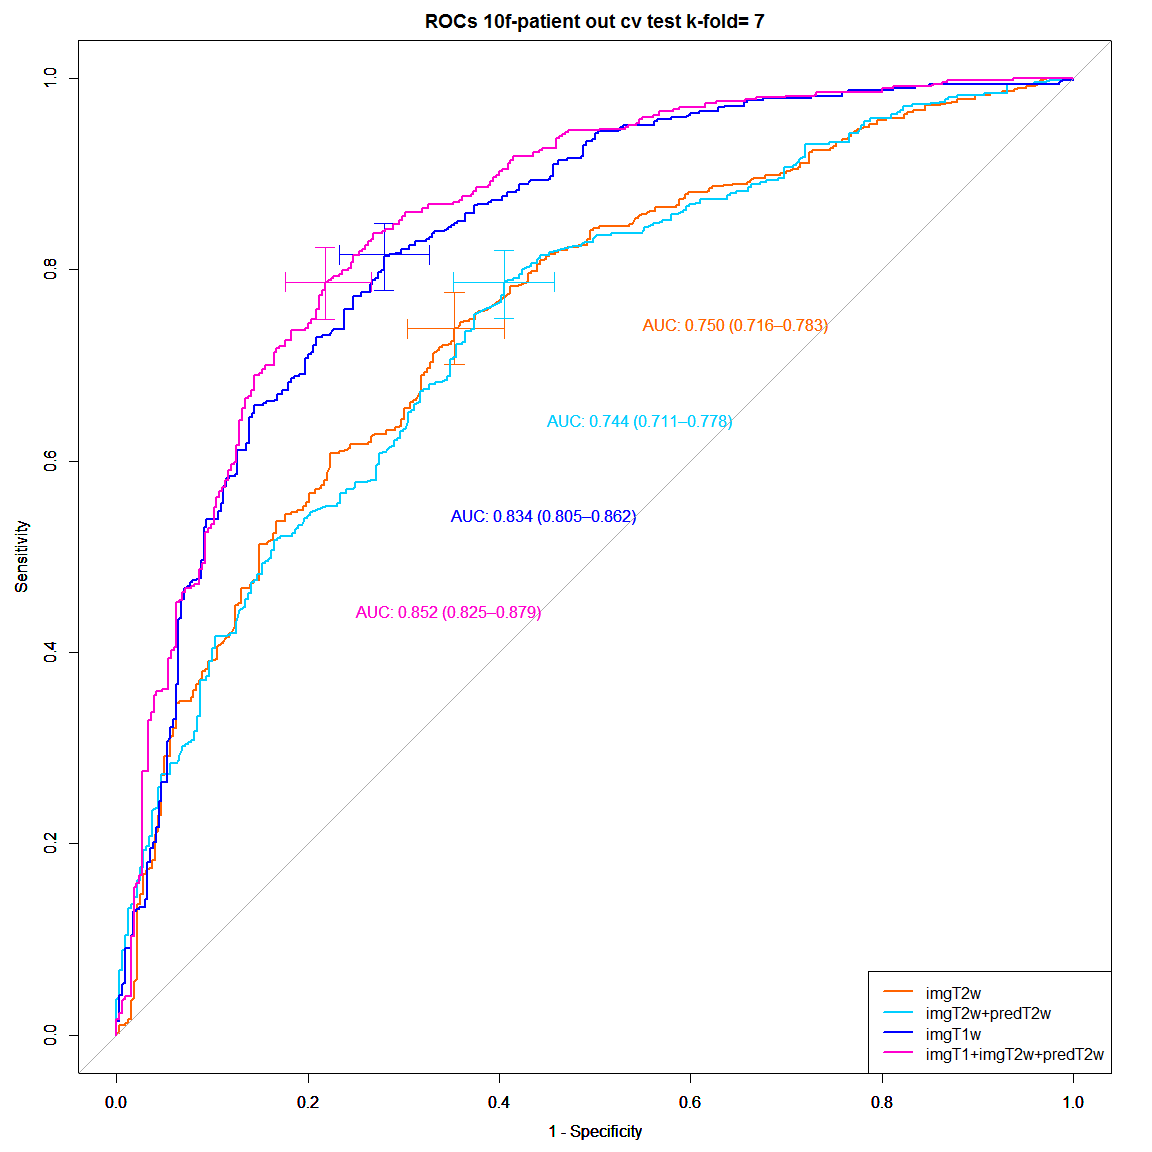 ROCs 10f-patient out cv test k-fold= 7
1.0
0.8
0.6
0.4
0.2
0.0
Sensitivity
AUC: 0.750 (0.716–0.783)
AUC: 0.744 (0.711–0.778)
AUC: 0.834 (0.805–0.862)
AUC: 0.852 (0.825–0.879)
imgT2w
imgT2w+predT2w
imgT1w
imgT1+imgT2w+predT2w
0.0 0.2 0.4 0.6 0.8 1.0
1 - Specificity